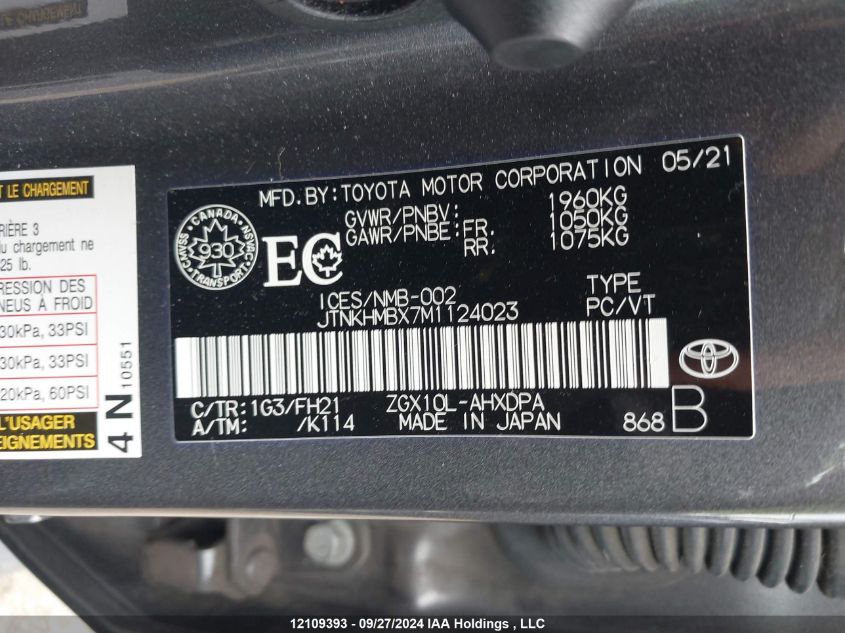 T LE CHARGEMENT
RIÈRE 3
u chargement ne
25 lb.
RESSION DES
NEUS À FROID
30kPa, 33PSI
30kPa, 33PSI
20kPa, 60PSI
L'USAGER
EIGNEMENTS
4 N 10551
MFD.BY:TOYOTA MOTOR CORPORATION 05/21
GVWR/PNBV: 1960KG
GAWR/PNBE:FR. 1050KG
RR. 1075KG
CANADA
930
TRANSPORT
EC
ICES/NMB-002
JTNKHMBX7M1124023
TYPE
PC/VT
C/TR:1G3/FH21 ZGX10L-AHXDPA
A/TM: /K114 MADE IN JAPAN 868 B
12109393 - 09/27/2024 IAA Holdings , LLC